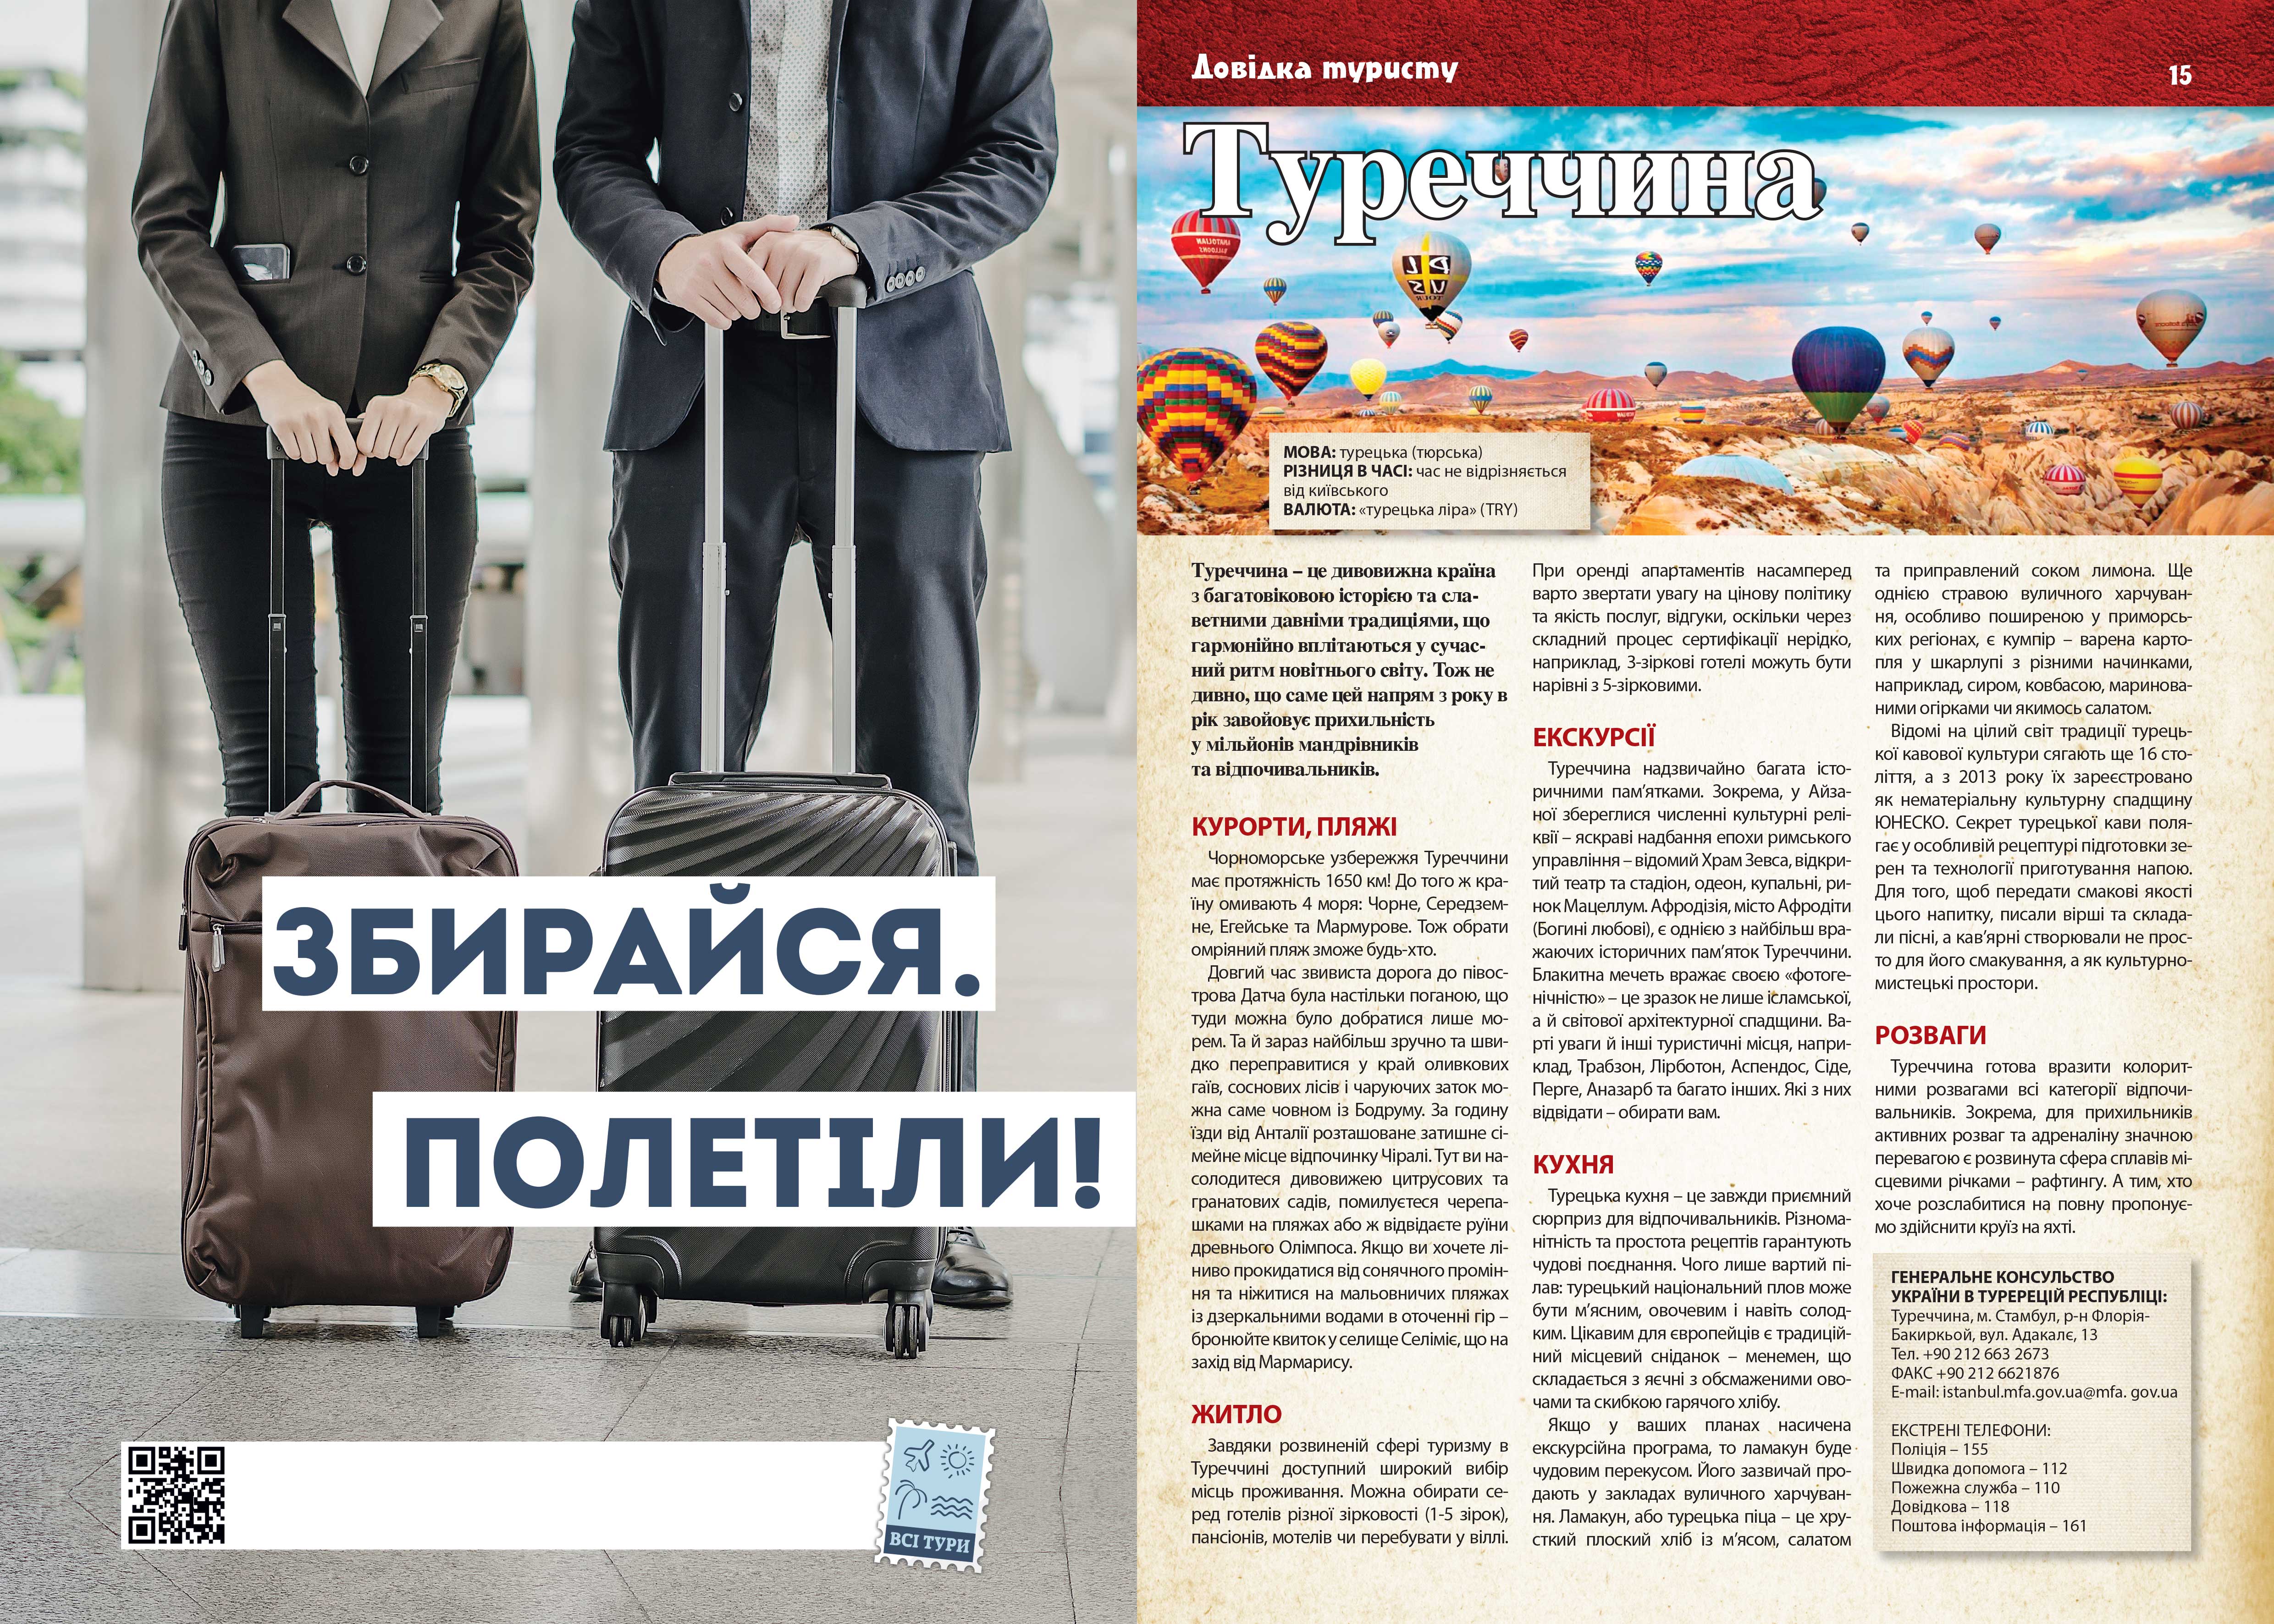 ЗБИРАЙСЯ.
ПОЛЕТІЛИ!
ВСІ ТУРИ
Довідка туристу
15
Туреччина
МОВА: турецька (тюрська)
РІЗНИЦЯ В ЧАСІ: час не відрізняється
від київського
ВАЛЮТА: «турецька ліра» (TRY)
Туреччина – це дивовижна країна
з багатовіковою історією та сла-
ветними давніми традиціями, що
гармонійно вплітаються у сучас-
ний ритм новітнього світу. Тож не
дивно, що саме цей напрям з року в
рік завойовує прихильність
у мільйонів мандрівників
та відпочивальників.
КУРОРТИ, ПЛЯЖІ
Чорноморське узбережжя Туреччини
має протяжність 1650 км! До того ж кра-
їну омивають 4 моря: Чорне, Середзем-
не, Егейське та Мармурове. Тож обрати
омріяний пляж зможе будь-хто.
Довгий час звивиста дорога до півос-
трова Датча була настільки поганою, що
туди можна було добратися лише мо-
рем. Та й зараз найбільш зручно та шви-
дко переправитися у край оливкових
гаїв, соснових лісів і чаруючих заток мо-
жна саме човном із Бодруму. За годину
їзди від Анталії розташоване затишне сі-
мейне місце відпочинку Чіралі. Тут ви на-
солодитеся дивовижею цитрусових та
гранатових садів, помилуєтеся черепа-
шками на пляжах або ж відвідаєте руїни
древнього Олімпоса. Якщо ви хочете лі-
ниво прокидатися від сонячного промін-
ня та ніжитися на мальовничих пляжах
із дзеркальними водами в оточенні гір –
бронюйте квиток у селище Селіміє, що на
захід від Мармарису.
ЖИТЛО
Завдяки розвиненій сфері туризму в
Туреччині доступний широкий вибір
місць проживання. Можна обирати се-
ред готелів різної зірковості (1-5 зірок),
пансіонів, мотелів чи перебувати у віллі.
При оренді апартаментів насамперед
варто звертати увагу на цінову політику
та якість послуг, відгуки, оскільки через
складний процес сертифікації нерідко,
наприклад, 3-зіркові готелі можуть бути
нарівні з 5-зірковими.
ЕКСКУРСІЇ
Туреччина надзвичайно багата істо-
ричними пам’ятками. Зокрема, у Айза-
ної збереглися численні культурні релі-
квії – яскраві надбання епохи римського
управління – відомий Храм Зевса, відкри-
тий театр та стадіон, одеон, купальні, ри-
нок Мацеллум. Афродізія, місто Афродіти
(Богині любові), є однією з найбільш вра-
жаючих історичних пам’яток Туреччини.
Блакитна мечеть вражає своєю «фотоге-
нічністю» – це зразок не лише ісламської,
а й світової архітектурної спадщини. Ва-
рті уваги й інші туристичні місця, напри-
клад, Трабзон, Лірботон, Аспендос, Сіде,
Перге, Аназарб та багато інших. Які з них
відвідати – обирати вам.
КУХНЯ
Турецька кухня – це завжди приємний
сюрприз для відпочивальників. Різнома-
нітність та простота рецептів гарантують
чудові поєднання. Чого лише вартий пі-
лав: турецький національний плов може
бути м’ясним, овочевим і навіть солод-
ким. Цікавим для європейців є традицій-
ний місцевий сніданок – менемен, що
складається з яєчні з обсмаженими ово-
чами та скибкою гарячого хлібу.
Якщо у ваших планах насичена
екскурсійна програма, то ламакун буде
чудовим перекусом. Його зазвичай про-
дають у закладах вуличного харчуван-
ня. Ламакун, або турецька піца – це хру-
сткий плоский хліб із м’ясом, салатом
та приправлений соком лимона. Ще
однією стравою вуличного харчуван-
ня, особливо поширеною у приморсь-
ких регіонах, є кумпір – варена карто-
пля у шкарлупі з різними начинками,
наприклад, сиром, ковбасою, маринова-
ними огірками чи якимось салатом.
Відомі на цілий світ традиції турець-
кої кавової культури сягають ще 16 сто-
ліття, а з 2013 року їх зареєстровано
як нематеріальну культурну спадщину
ЮНЕСКО. Секрет турецької кави поля-
гає у особливій рецептурі підготовки зе-
рен та технології приготування напою.
Для того, щоб передати смакові якості
цього напитку, писали вірші та склада-
ли пісні, а кав’ярні створювали не прос-
то для його смакування, а як культурно-
мистецькі простори.
РОЗВАГИ
Туреччина готова вразити колорит-
ними розвагами всі категорії відпочи-
вальників. Зокрема, для прихильників
активних розваг та адреналіну значною
перевагою є розвинута сфера сплавів мі-
сцевими річками – рафтингу. А тим, хто
хоче розслабитися на повну пропонує-
мо здійснити круїз на яхті.
ГЕНЕРАЛЬНЕ КОНСУЛЬСТВО
УКРАЇНИ В ТУРЕРЕЦІЙ РЕСПУБЛІЦІ:
Туреччина, м. Стамбул, р-н Флорія-
Бакиркьой, вул. Адакалє, 13
Тел. +90 212 663 2673
ФАКС +90 212 6621876
E-mail: istanbul.mfa.gov.ua@mfa. gov.ua
ЕКСТРЕНІ ТЕЛЕФОНИ:
Поліція – 155
Швидка допомога – 112
Пожежна служба – 110
Довідкова – 118
Поштова інформація – 161